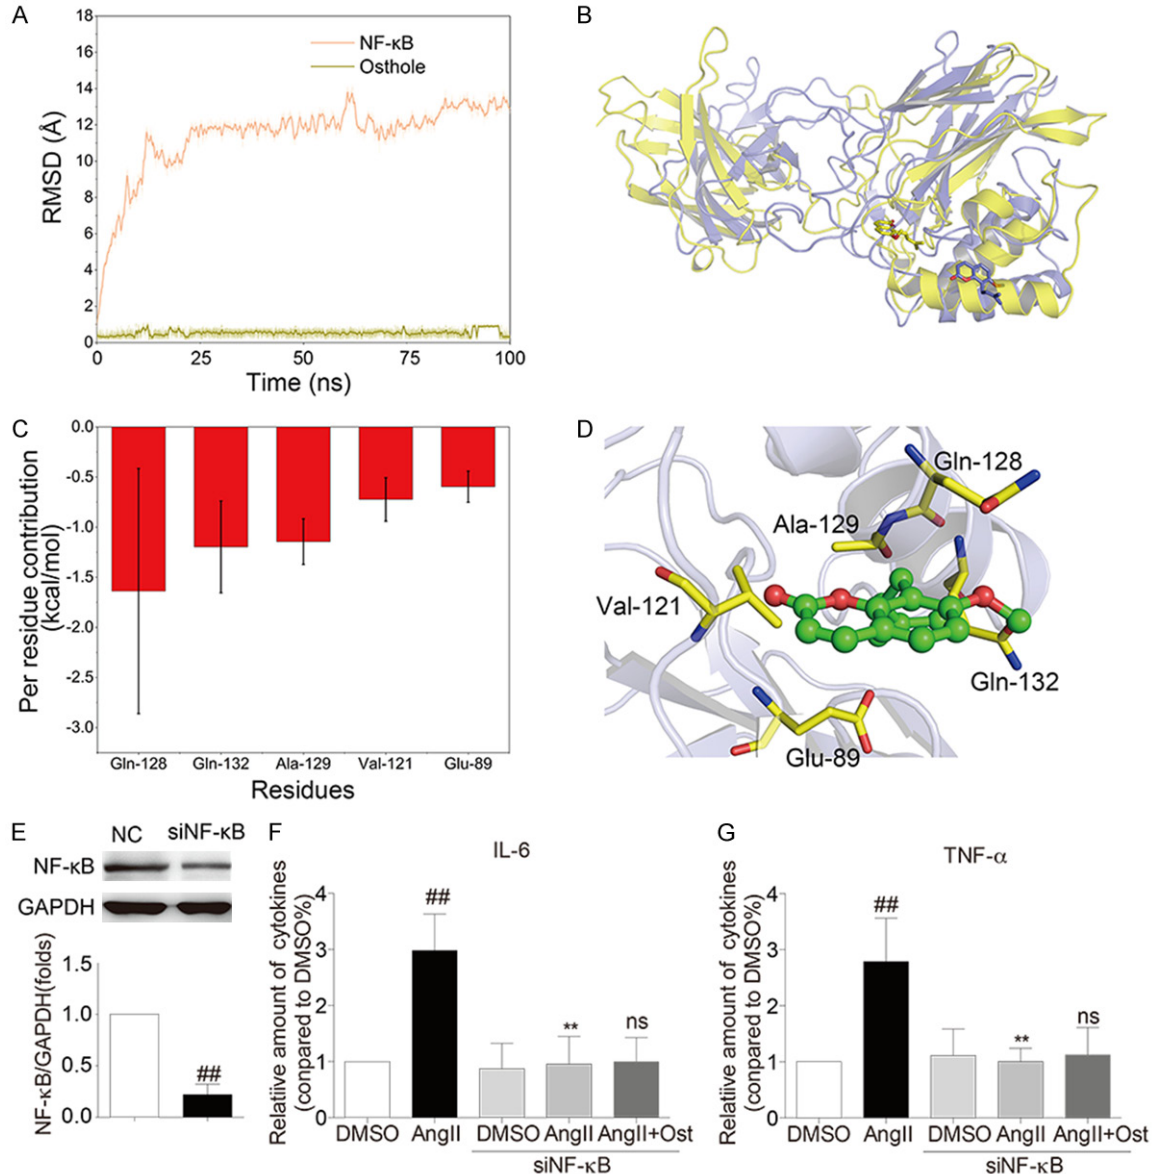 A
18
16
14
12
10
8
6
4
2
0
RMSD (Å)
NF-κB
Osthole
0 25 50 75 100
Time (ns)
B
C
0.0
-0.5
-1.0
-1.5
-2.0
-2.5
-3.0
Per residue contribution
(kcal/mol)
Gln-128 Gln-132 Ala-129 Val-121 Glu-89
Residues
D
Gln-128
Ala-129
Val-121
Gln-132
Glu-89
E
NC siNF-κB
NF-κB
GAPDH
NF-κB/GAPDH(folds)
1.5
1.0
0.5
0.0
##
F
IL-6
Relatiive amount of cytokines
(compared to DMSO%)
4
3
2
1
0
##
**
ns
DMSO AngII DMSO AngII AngII+Ost
siNF-κB
G
TNF-α
Relatiive amount of cytokines
(compared to DMSO%)
4
3
2
1
0
##
**
ns
DMSO AngII DMSO AngII AngII+Ost
siNF-κB